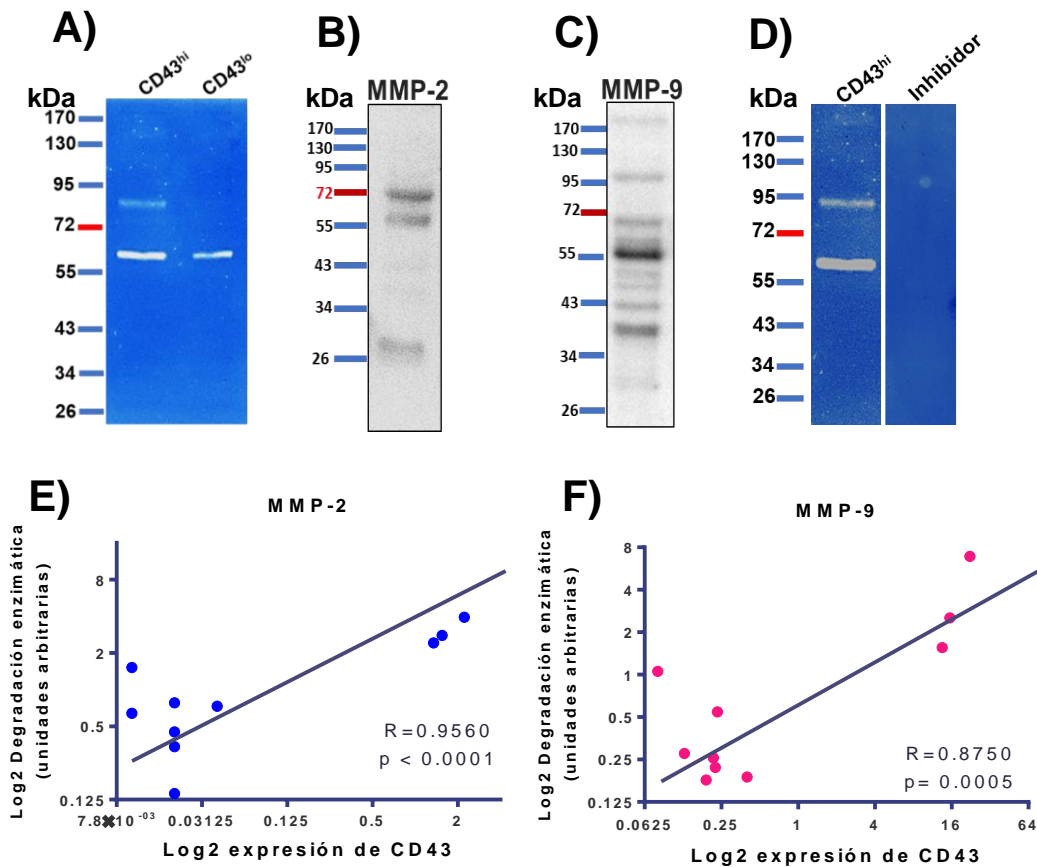 A)
B)
C)
D)
CD43hi
CD43lo
kDa
170
130
95
72
55
43
34
26
kDa
MMP-2
170
130
95
72
55
43
34
26
kDa
MMP-9
170
130
95
72
55
43
34
26
kDa
CD43hi
Inhibidor
170
130
95
72
55
43
34
26
E)
MMP-2
Log2 Degradación enzimática
(unidades arbitrarias)
8
2
0.5
0.125
R=0.9560
p < 0.0001
7.8×10 -03
0.03125
0.125
0.5
2
Log2 expresión de CD43
F)
MMP-9
Log2 Degradación enzimática
(unidades arbitrarias)
8
4
2
1
0.5
0.25
0.125
R=0.8750
p= 0.0005
0.0625
0.25
1
4
16
64
Log2 expresión de CD43